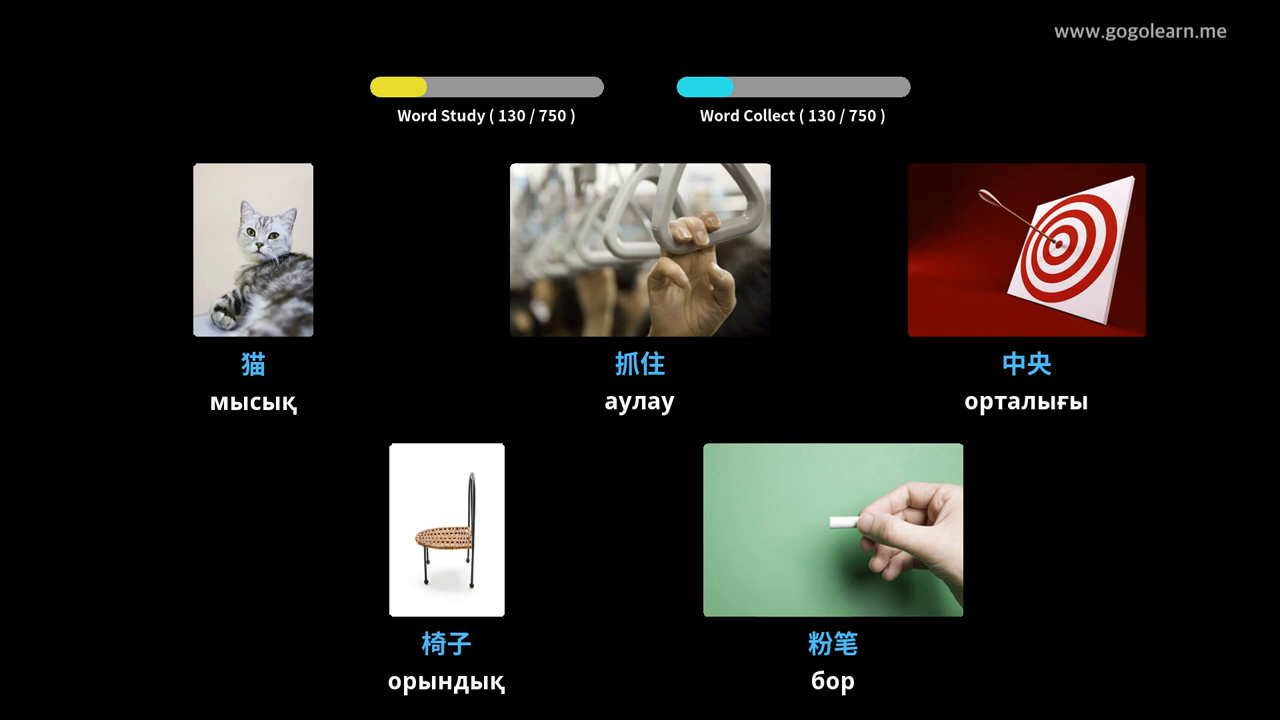 www.gogolearn.me
Word Study ( 130 / 750 )
Word Collect ( 130 / 750 )
猫
мысық
抓住
аулау
中央
орталығы
椅子
орындық
粉笔
бор